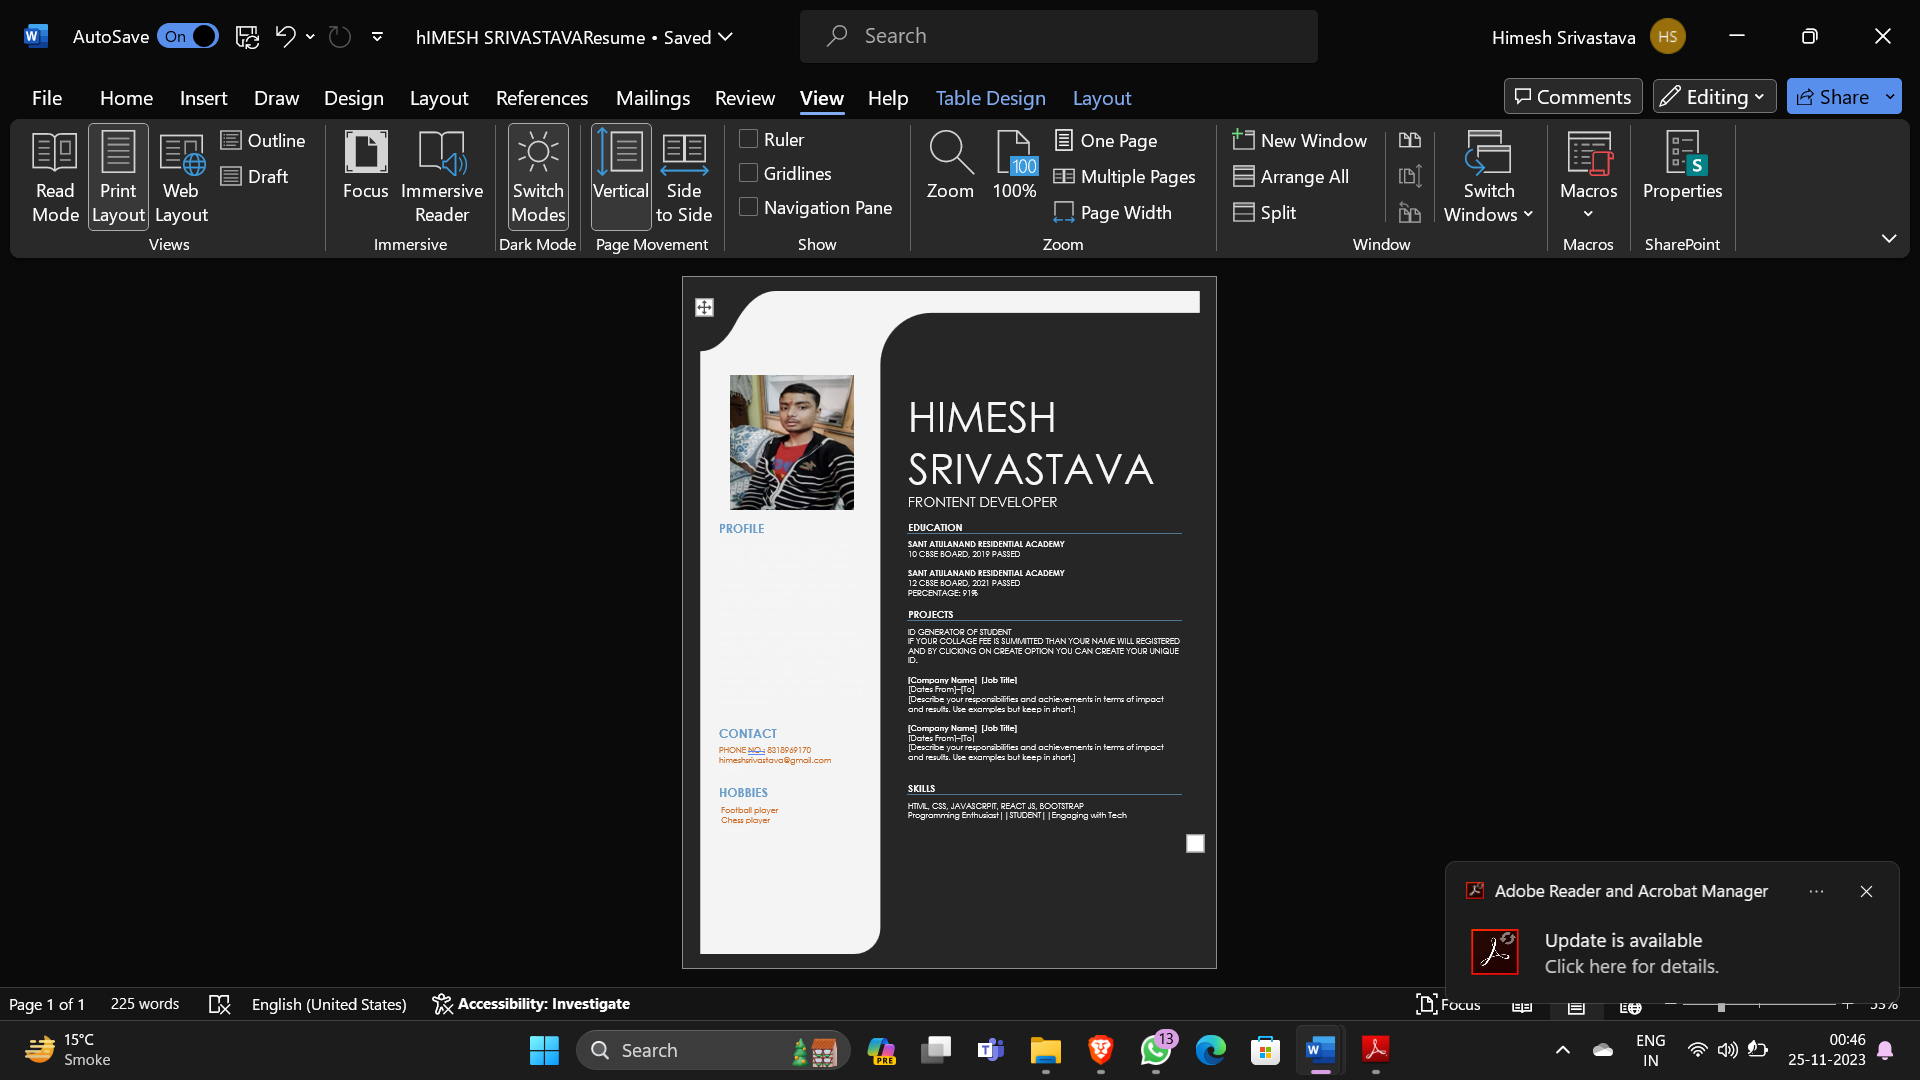 AutoSave On hIMESH SRIVASTAVAResume • Saved Search Himesh Srivastava HS
File Home Insert Draw Design Layout References Mailings Review View Help Table Design Layout Comments Editing Share
Read Mode
Print Layout
Web Layout
Outline
Draft
Views
Focus
Immersive Reader
Immersive
Switch Modes
Dark Mode
Vertical
Side to Side
Page Movement
Ruler
Gridlines
Navigation Pane
Show
Zoom
100
100%
One Page
Multiple Pages
Page Width
Zoom
New Window
Arrange All
Split
Switch Windows
Window
Macros
Macros
S
Properties
SharePoint
PROFILE
CONTACT
PHONE NO.: 8318969170
himeshsrivastava@gmail.com
HOBBIES
Football player
Chess player
HIMESH
SRIVASTAVA
FRONTENT DEVELOPER
EDUCATION
SANT ATULANAND RESIDENTIAL ACADEMY
10 CBSE BOARD, 2019 PASSED
SANT ATULANAND RESIDENTIAL ACADEMY
12 CBSE BOARD, 2021 PASSED
PERCENTAGE: 91%
PROJECTS
ID GENERATOR OF STUDENT
IF YOUR COLLAGE FEE IS SUMMITTED THAN YOUR NAME WILL REGISTERED
AND BY CLICKING ON CREATE OPTION YOU CAN CREATE YOUR UNIQUE
ID.
[Company Name] [Job Title]
[Dates From]–[To]
[Describe your responsibilities and achievements in terms of impact
and results. Use examples but keep in short.]
[Company Name] [Job Title]
[Dates From]–[To]
[Describe your responsibilities and achievements in terms of impact
and results. Use examples but keep in short.]
SKILLS
HTML, CSS, JAVASCRPIT, REACT JS, BOOTSTRAP
Programming Enthusiast||STUDENT||Engaging with Tech
Adobe Reader and Acrobat Manager
Update is available
Click here for details.
Page 1 of 1 225 words English (United States) Accessibility: Investigate Focus 53%
15°C
Smoke
Search
PRE
13
ENG
IN
00:46
25-11-2023